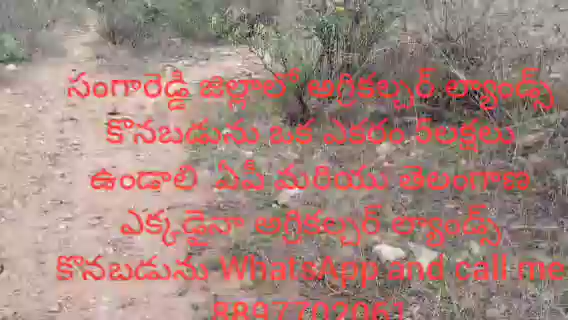 సంగారెడ్డి జిల్లాలో అగ్రికల్చర్ ల్యాండ్స్
కొనబడును ఒక ఎకరం 5లక్షలు
ఉండాలి ఏపీ మరియు తెలంగాణ
ఎక్కడైనా అగ్రికల్చర్ ల్యాండ్స్
కొనబడును WhatsApp and call me
8897702061